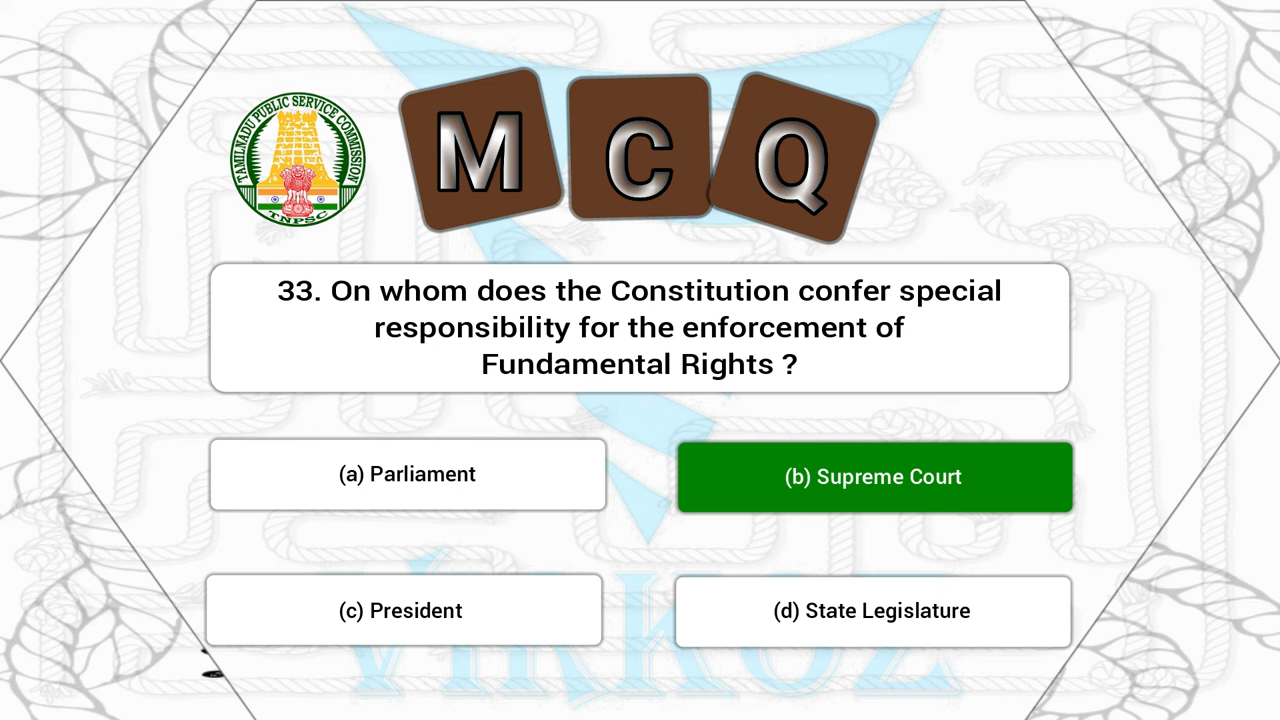 TAMILNADU PUBLIC SERVICE COMMISSION
TNPSC
M C Q
33. On whom does the Constitution confer special
responsibility for the enforcement of
Fundamental Rights ?
(a) Parliament
(b) Supreme Court
(c) President
(d) State Legislature
VIRKOZ